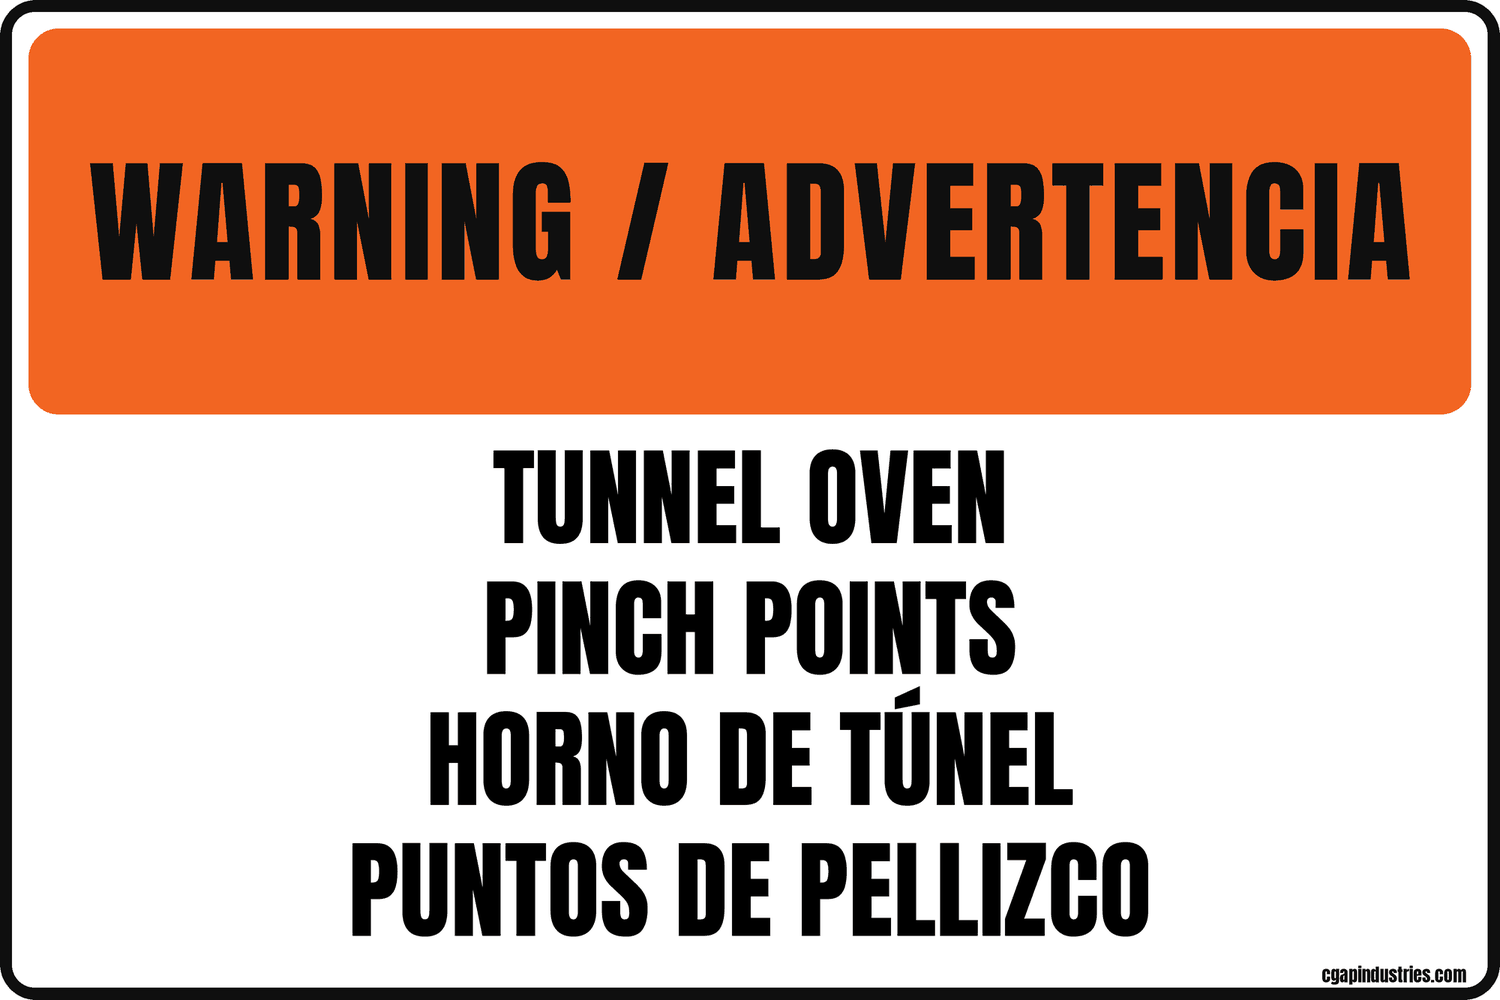 WARNING / ADVERTENCIA
TUNNEL OVEN
PINCH POINTS
HORNO DE TÚNEL
PUNTOS DE PELLIZCO
cgapindustries.com